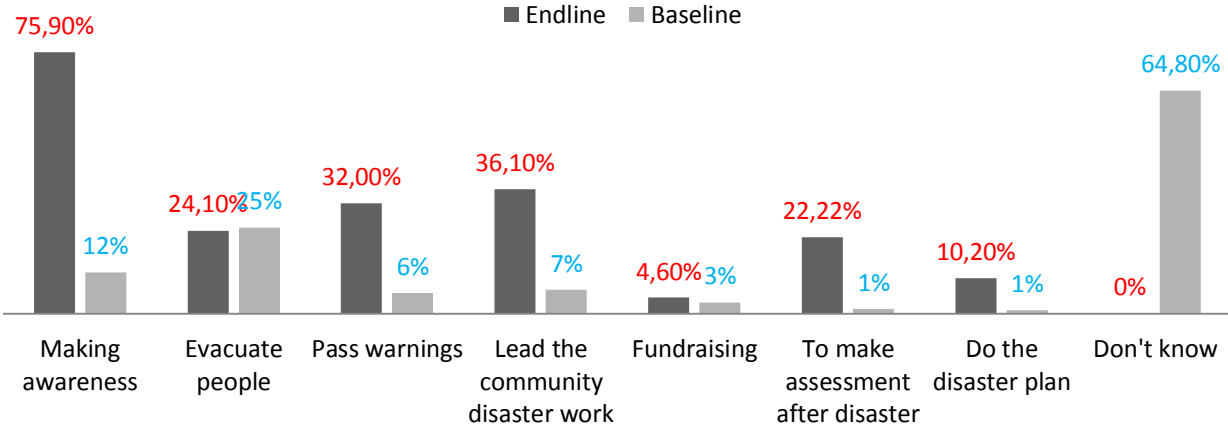 Endline Baseline
75,90%
12%
24,10%
25%
32,00%
6%
36,10%
7%
4,60%
3%
22,22%
1%
10,20%
1%
0%
64,80%
Making
awareness
Evacuate
people
Pass warnings
Lead the
community
disaster work
Fundraising
To make
assessment
after disaster
Do the
disaster plan
Don't know